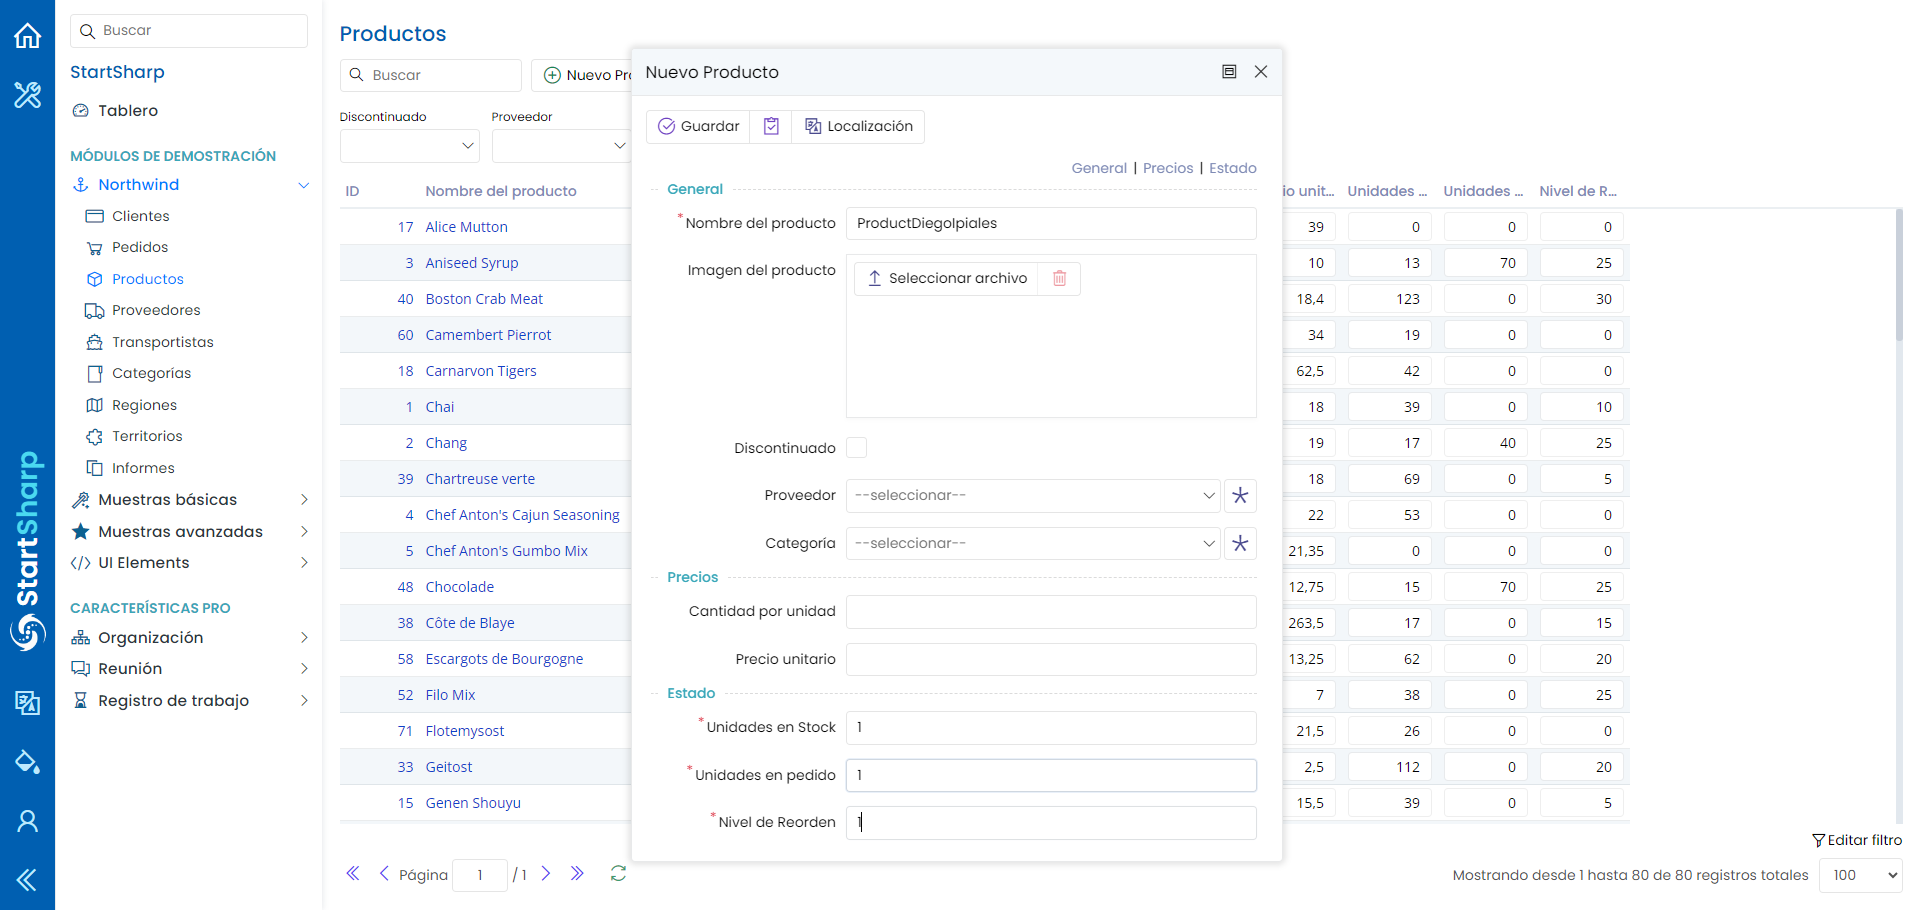 Buscar
StartSharp
Tablero
MÓDULOS DE DEMOSTRACIÓN
Northwind
Clientes
Pedidos
Productos
Proveedores
Transportistas
Categorías
Regiones
Territorios
Informes
Muestras básicas
Muestras avanzadas
UI Elements
CARACTERÍSTICAS PRO
Organización
Reunión
Registro de trabajo
StartSharp
Productos
Buscar
Nuevo Pr
Discontinuado
Proveedor
ID Nombre del producto io unit... Unidades ... Unidades ... Nivel de R...
17 Alice Mutton 39 0 0 0
3 Aniseed Syrup 10 13 70 25
40 Boston Crab Meat 18,4 123 0 30
60 Camembert Pierrot 34 19 0 0
18 Carnarvon Tigers 62,5 42 0 0
1 Chai 18 39 0 10
2 Chang 19 17 40 25
39 Chartreuse verte 18 69 0 5
4 Chef Anton's Cajun Seasoning 22 53 0 0
5 Chef Anton's Gumbo Mix 21,35 0 0 0
48 Chocolade 12,75 15 70 25
38 Côte de Blaye 263,5 17 0 15
58 Escargots de Bourgogne 13,25 62 0 20
52 Filo Mix 7 38 0 25
71 Flotemysost 21,5 26 0 0
33 Geitost 2,5 112 0 20
15 Genen Shouyu 15,5 39 0 5
Editar filtro
Página 1 / 1
Mostrando desde 1 hasta 80 de 80 registros totales 100
Nuevo Producto
Guardar
Localización
General | Precios | Estado
General
*Nombre del producto ProductDiegoIpiales
Imagen del producto Seleccionar archivo
Discontinuado
Proveedor --seleccionar--
Categoría --seleccionar--
Precios
Cantidad por unidad
Precio unitario
Estado
*Unidades en Stock 1
*Unidades en pedido 1
*Nivel de Reorden 1